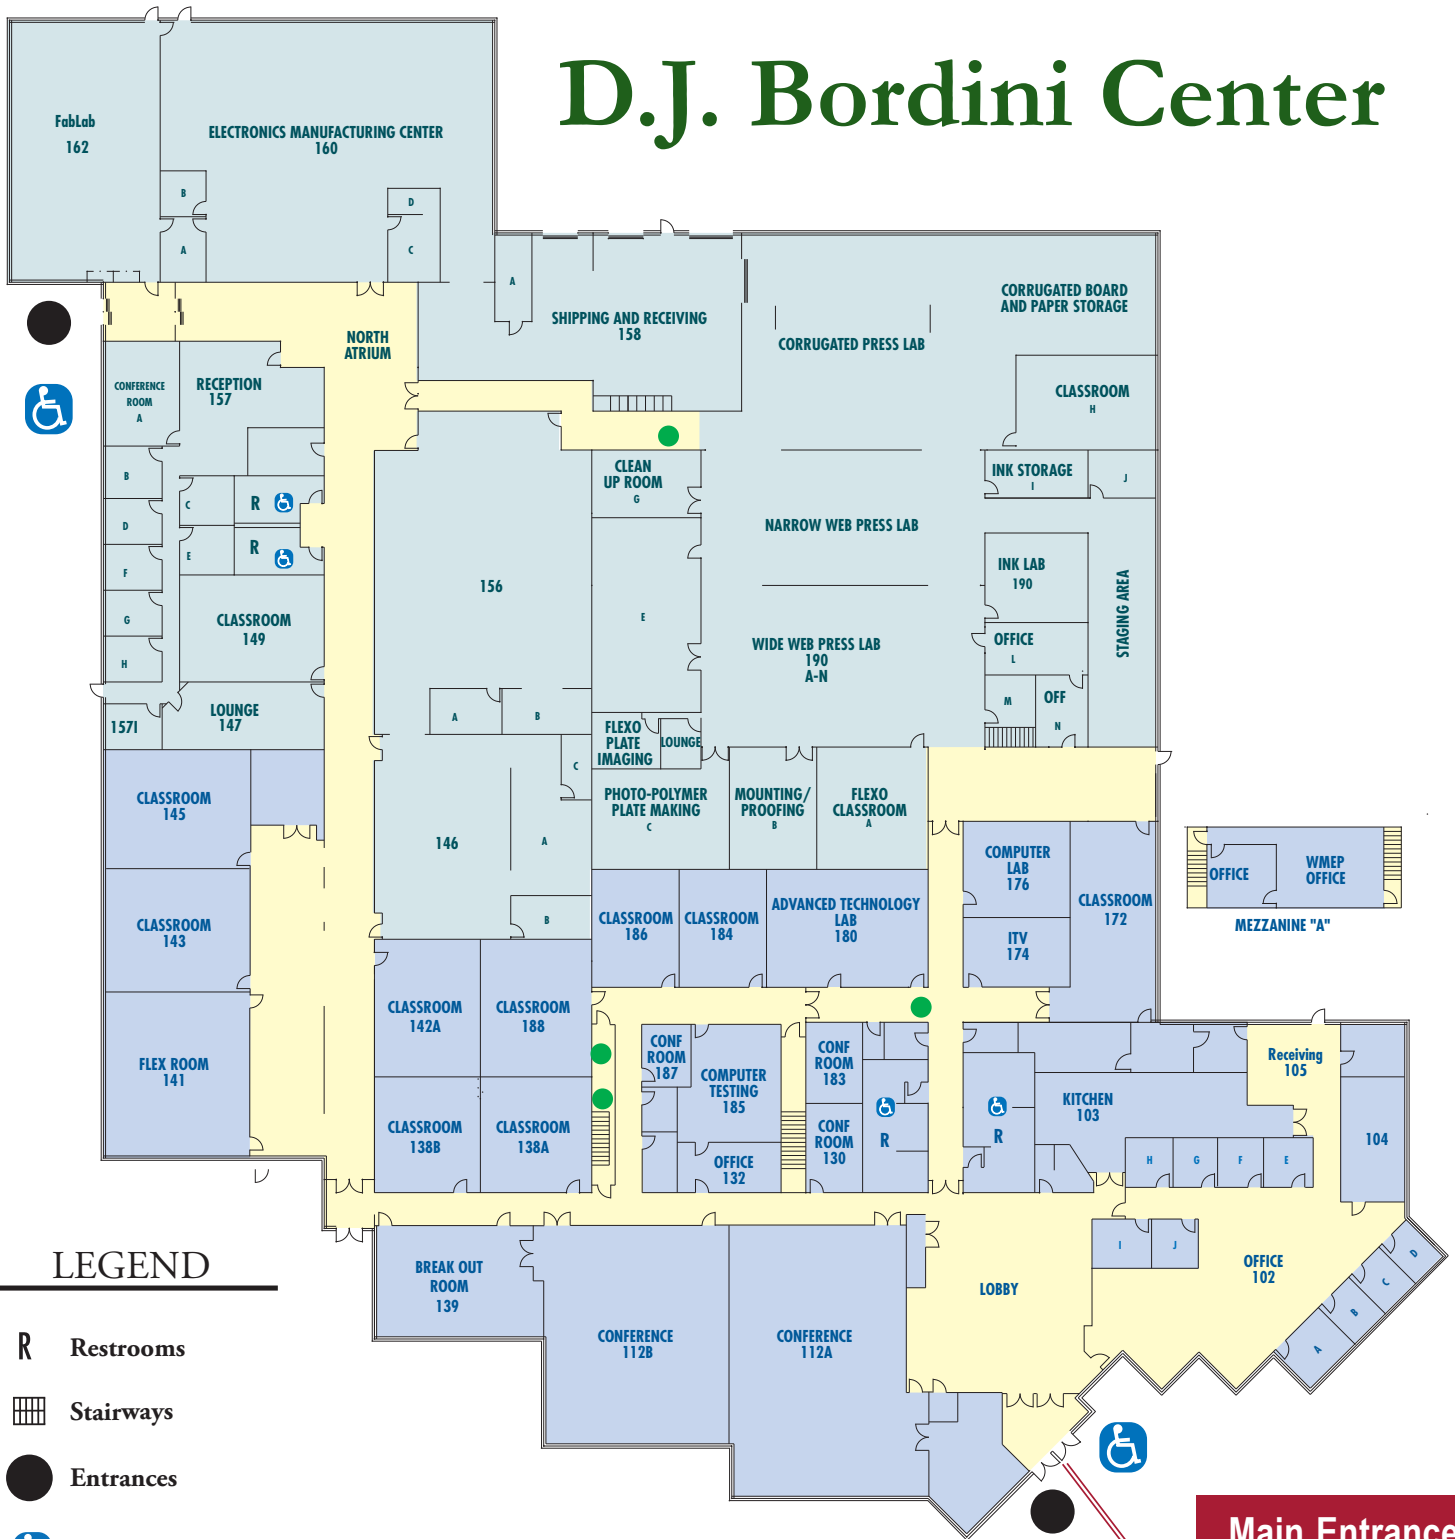 D.J. Bordini Center
FabLab
162
ELECTRONICS MANUFACTURING CENTER
160
B
A
D
C
A
SHIPPING AND RECEIVING
158
CORRUGATED BOARD
AND PAPER STORAGE
CORRUGATED PRESS LAB
NORTH
ATRIUM
CONFERENCE
ROOM
A
RECEPTION
157
CLASSROOM
H
CLEAN
UP ROOM
G
INK STORAGE
I
J
B
C
R
D
E
R
F
G
H
NARROW WEB PRESS LAB
156
E
INK LAB
190
STAGING AREA
CLASSROOM
149
WIDE WEB PRESS LAB
190
A-N
OFFICE
L
M
OFF
N
157I
LOUNGE
147
A
B
FLEXO
PLATE
IMAGING
LOUNGE
C
CLASSROOM
145
PHOTO-POLYMER
PLATE MAKING
C
MOUNTING/
PROOFING
B
FLEXO
CLASSROOM
A
146
A
B
COMPUTER
LAB
176
CLASSROOM
172
OFFICE
WMEP
OFFICE
MEZZANINE "A"
CLASSROOM
143
CLASSROOM
186
CLASSROOM
184
ADVANCED TECHNOLOGY
LAB
180
ITV
174
CLASSROOM
142A
CLASSROOM
188
FLEX ROOM
141
CONF
ROOM
187
COMPUTER
TESTING
185
CONF
ROOM
183
Receiving
105
KITCHEN
103
CLASSROOM
138B
CLASSROOM
138A
OFFICE
132
CONF
ROOM
130
R
R
104
H
G
F
E
I
J
OFFICE
102
D
C
B
A
LOBBY
BREAK OUT
ROOM
139
CONFERENCE
112B
CONFERENCE
112A
LEGEND
R Restrooms
Stairways
Entrances
Main Entrance